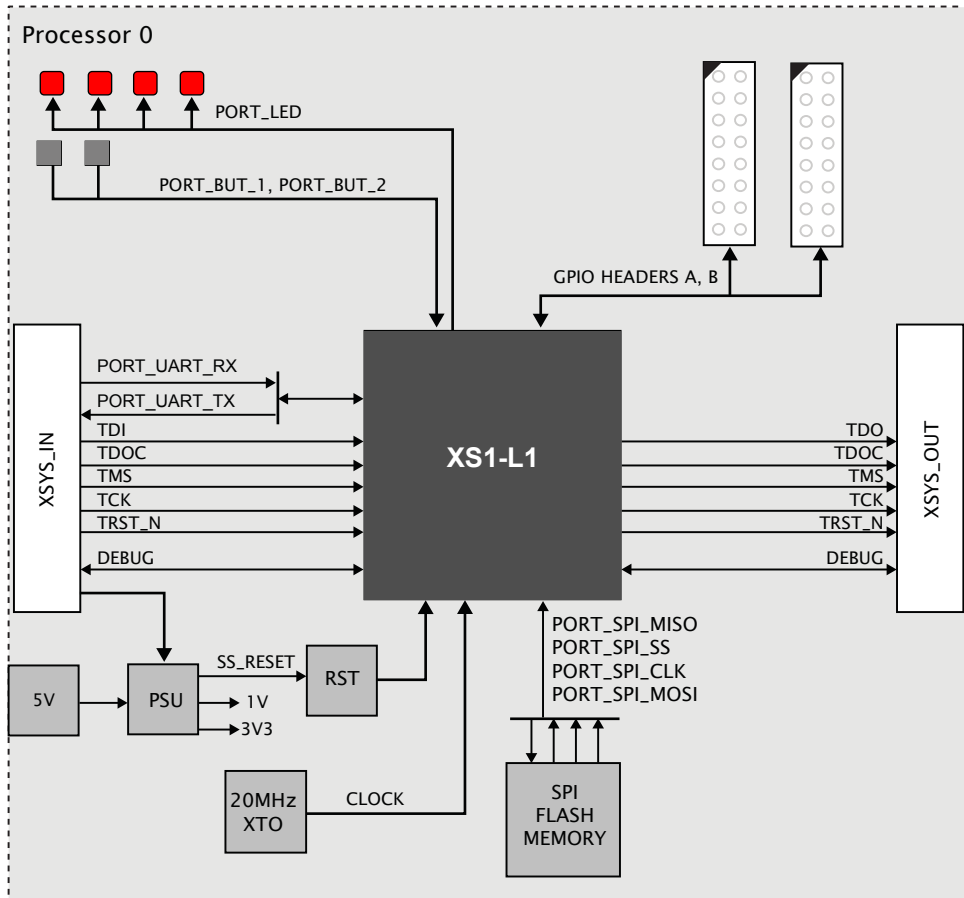 Processor 0
PORT_LED
PORT_BUT_1, PORT_BUT_2
GPIO HEADERS A, B
XSYS_IN
PORT_UART_RX
PORT_UART_TX
TDI
TDOC
TMS
TCK
TRST_N
DEBUG
XS1-L1
TDO
TDOC
TMS
TCK
TRST_N
DEBUG
XSYS_OUT
PORT_SPI_MISO
PORT_SPI_SS
PORT_SPI_CLK
PORT_SPI_MOSI
5V
PSU
SS_RESET
1V
3V3
RST
20MHz
XTO
CLOCK
SPI
FLASH
MEMORY